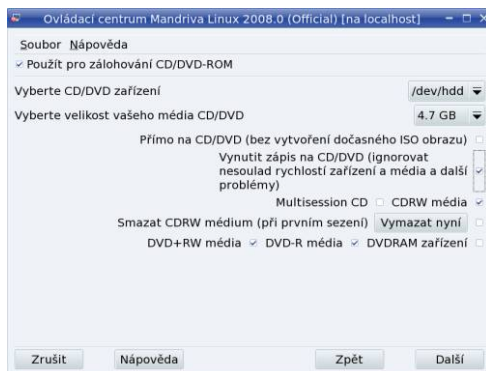 Ovládací centrum Mandriva Linux 2008.0 (Official) [na localhost]
Soubor Nápověda
Použít pro zálohování CD/DVD-ROM
Vyberte CD/DVD zařízení /dev/hdd
Vyberte velikost vašeho média CD/DVD 4.7 GB
Přímo na CD/DVD (bez vytvoření dočasného ISO obrazu)
Vynutit zápis na CD/DVD (ignorovat
nesoulad rychlostí zařízení a média a další
problémy)
Multisession CD CDRW média
Smazat CDRW médium (při prvním sezení) Vymazat nyní
DVD+RW média DVD-R média DVDRAM zařízení
Zrušit Nápověda Zpět Další